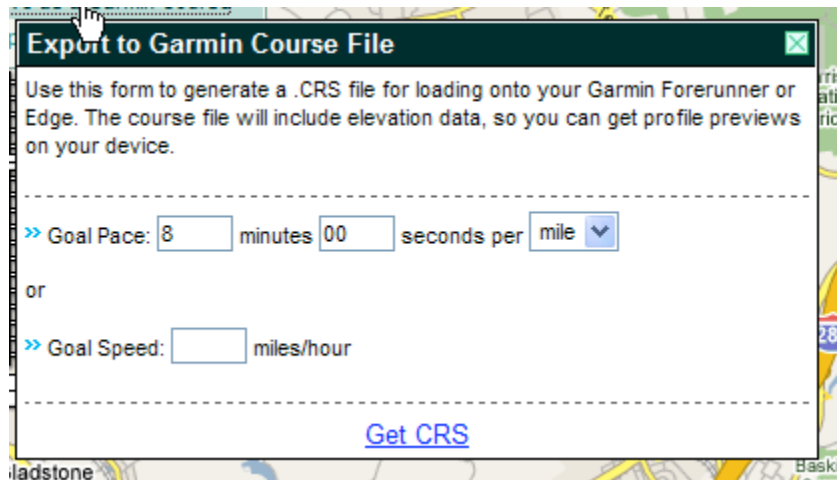 Export to Garmin Course File
Use this form to generate a .CRS file for loading onto your Garmin Forerunner or
Edge. The course file will include elevation data, so you can get profile previews
on your device.
>> Goal Pace: 8 minutes 00 seconds per mile
or
>> Goal Speed: miles/hour
28
Get CRS
ladstone
Bask